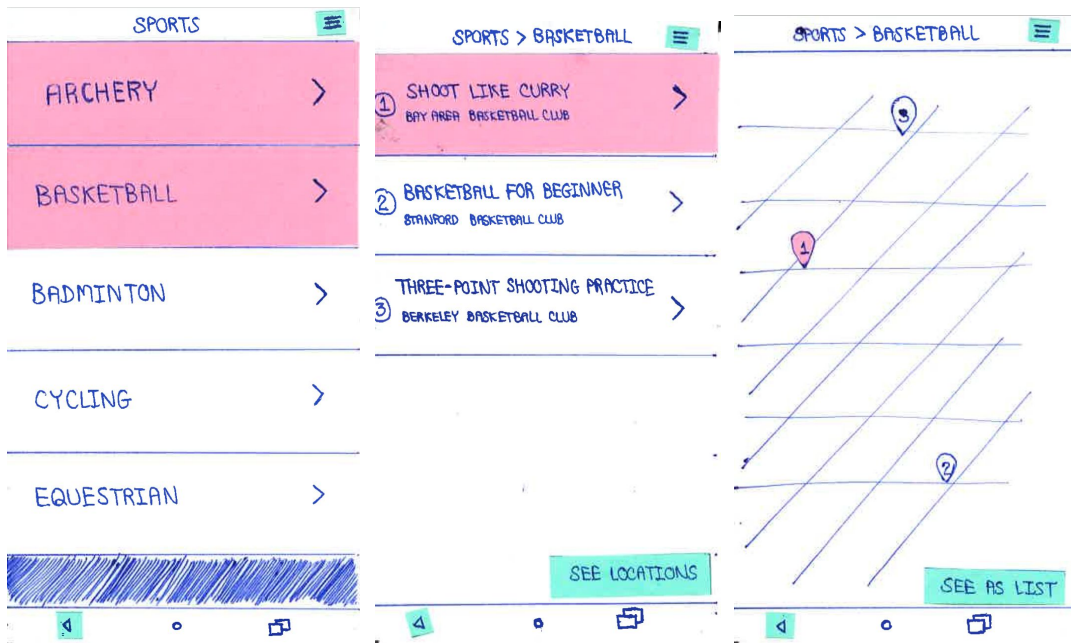 SPORTS
ARCHERY
BASKETBALL
BADMINTON
CYCLING
EQUESTRIAN
SPORTS > BASKETBALL
1 SHOOT LIKE CURRY
BAY AREA BASKETBALL CLUB
2 BASKETBALL FOR BEGINNER
STANFORD BASKETBALL CLUB
3 THREE-POINT SHOOTING PRACTICE
BERKELEY BASKETBALL CLUB
SEE LOCATIONS
SPORTS > BASKETBALL
3
1
2
SEE AS LIST